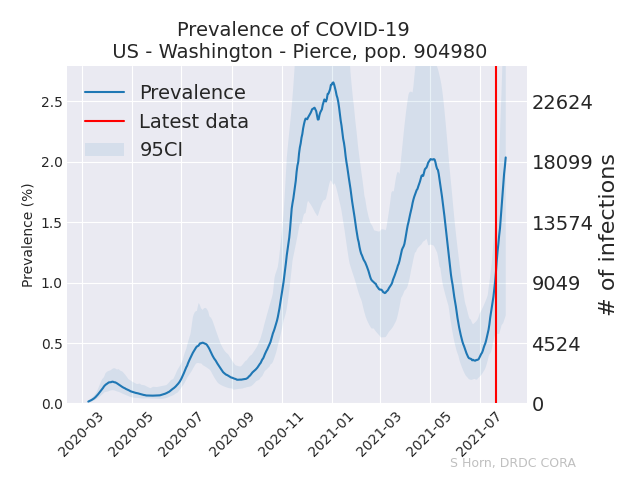 Prevalence of COVID-19
US - Washington - Pierce, pop. 904980
Prevalence
Latest data
95CI
Prevalence (%)
2.5
2.0
1.5
1.0
0.5
0.0
22624
18099
13574
9049
4524
0
# of infections
2020-03
2020-05
2020-07
2020-09
2020-11
2021-01
2021-03
2021-05
2021-07
S Horn, DRDC CORA